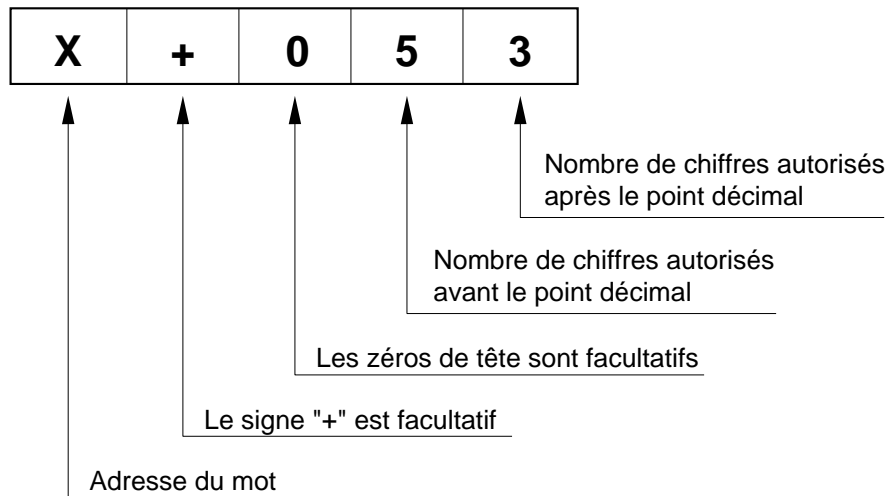 X + 0 5 3
Nombre de chiffres autorisés
après le point décimal
Nombre de chiffres autorisés
avant le point décimal
Les zéros de tête sont facultatifs
Le signe "+" est facultatif
Adresse du mot